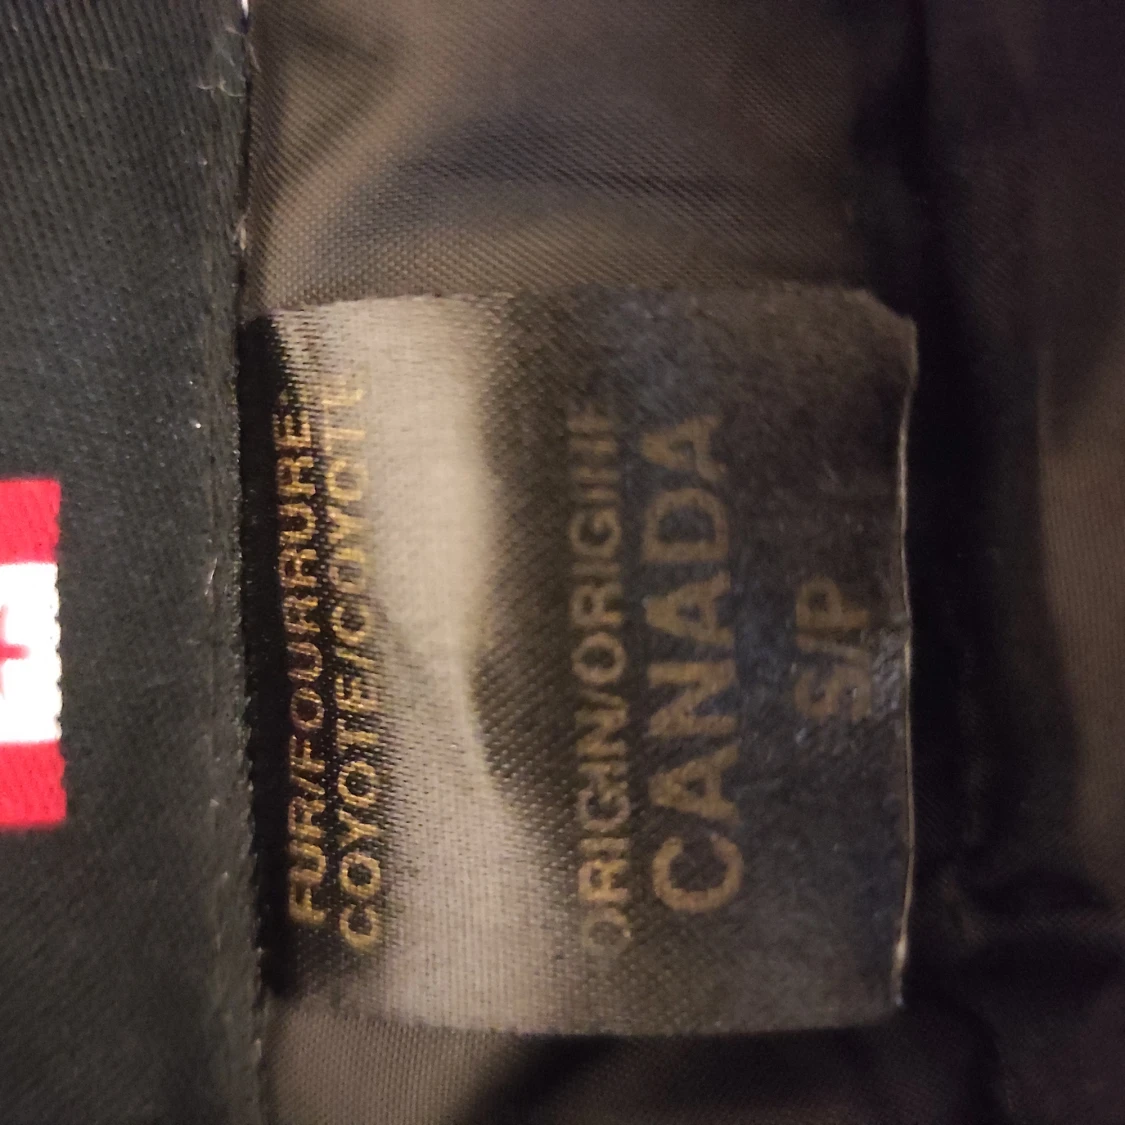 FUR/FOURRURE:
COYOTE/COYOTE
ORIGIN/ORIGINE
CANADA
S/P